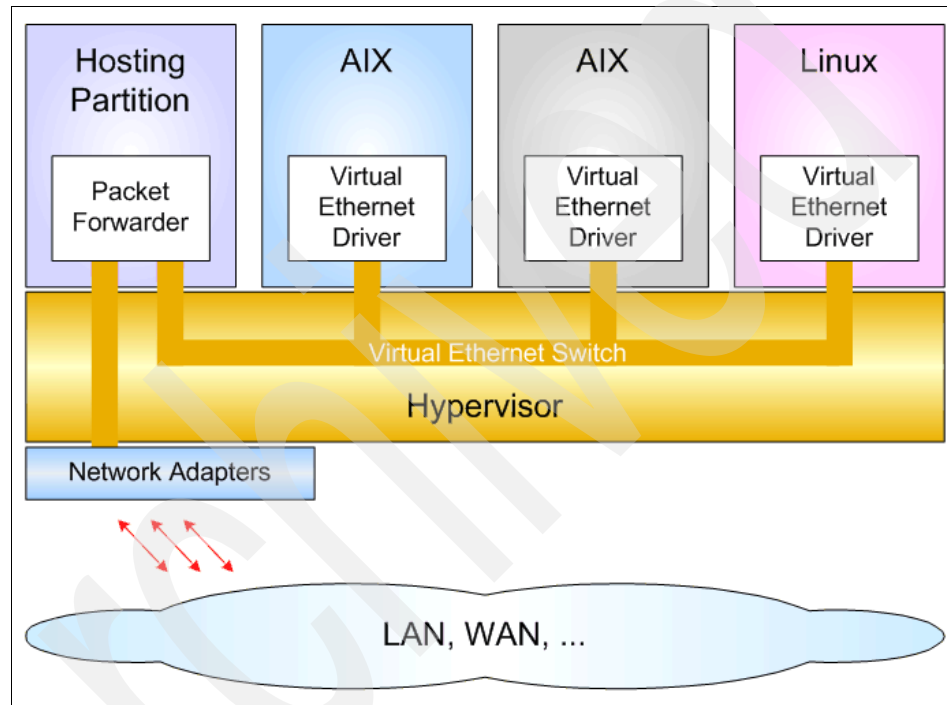 Hosting
Partition
AIX
AIX
Linux
Packet
Forwarder
Virtual
Ethernet
Driver
Virtual
Ethernet
Driver
Virtual
Ethernet
Driver
Virtual Ethernet Switch
Hypervisor
Network Adapters
LAN, WAN, ...